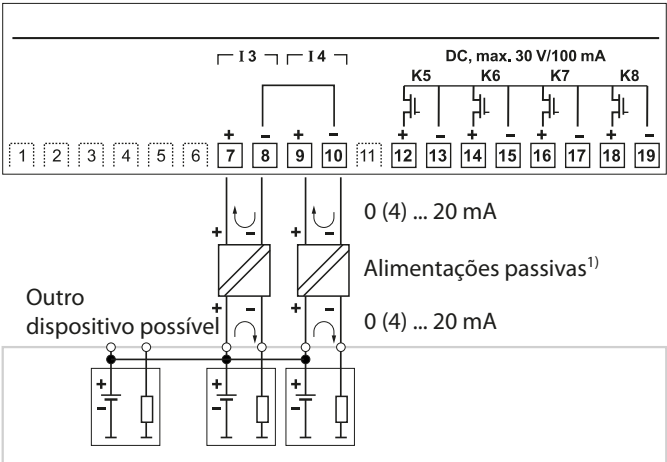 I 3 I 4 DC, max. 30 V/100 mA
K5 K6 K7 K8
+ – + – + – + – + – + –
1 2 3 4 5 6 7 8 9 10 11 12 13 14 15 16 17 18 19
0 (4) ... 20 mA
+ – + –
Alimentações passivas1)
+ – + –
Outro
dispositivo possível
0 (4) ... 20 mA
+ + +
– – –